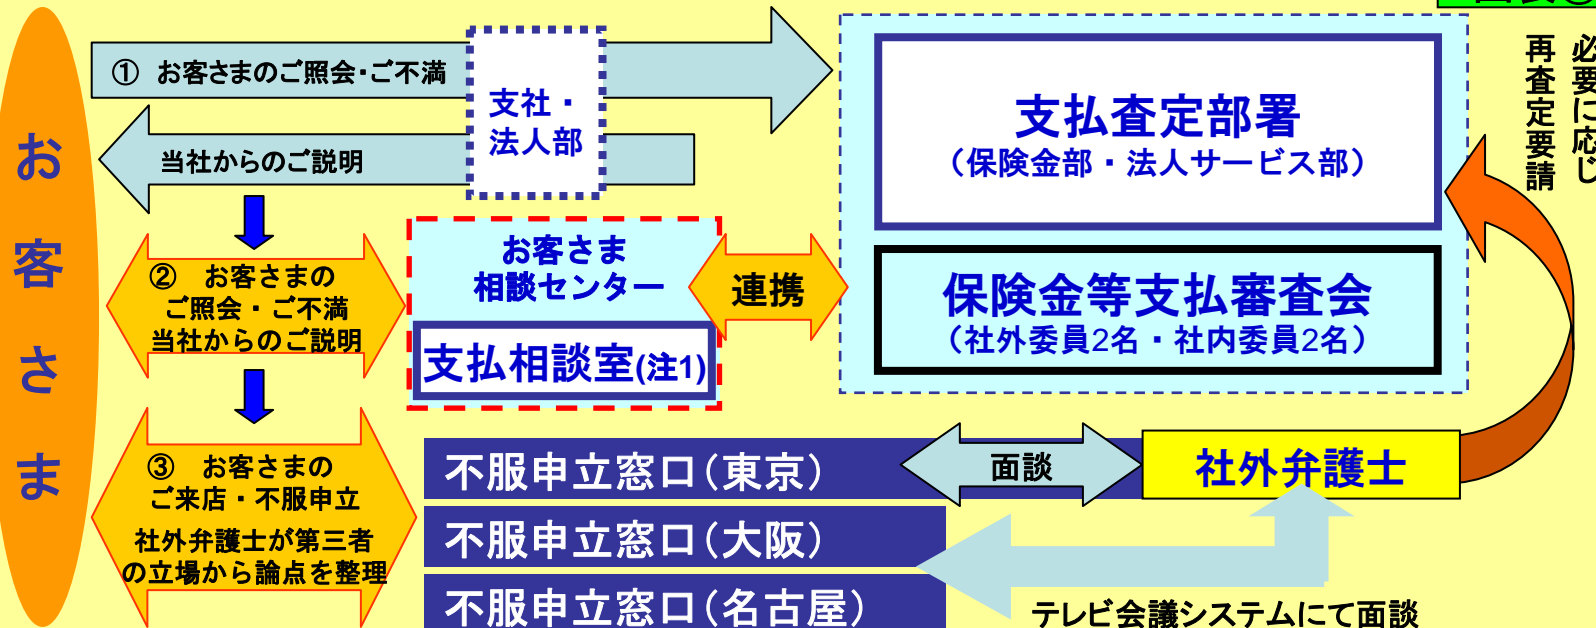 お客さま
① お客さまのご照会・ご不満
当社からのご説明
支社・
法人部
支払査定部署
（保険金部・法人サービス部）
保険金等支払審査会
（社外委員2名・社内委員2名）
必要に応じ
再査定要請
② お客さまの
ご照会・ご不満
当社からのご説明
お客さま
相談センター
支払相談室(注1)
連携
③ お客さまの
ご来店・不服申立
社外弁護士が第三者
の立場から論点を整理
不服申立窓口（東京）
不服申立窓口（大阪）
不服申立窓口（名古屋）
面談
社外弁護士
テレビ会議システムにて面談